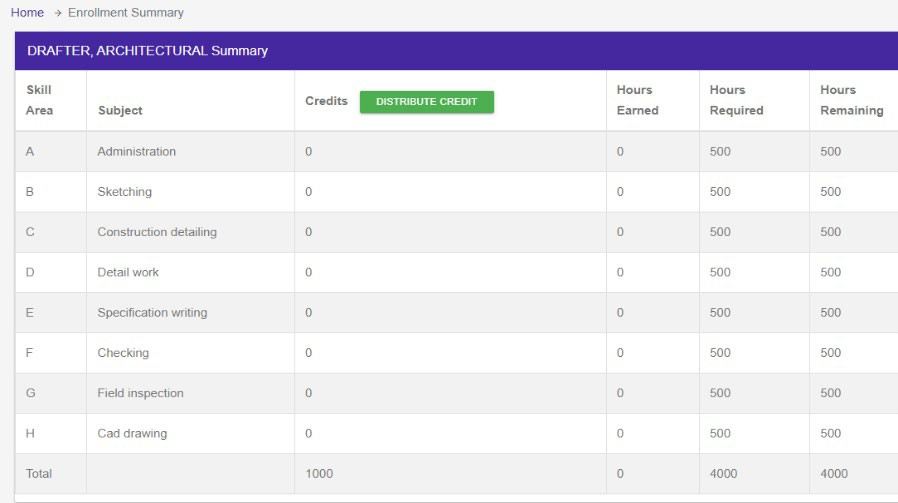 Home → Enrollment Summary
DRAFTER, ARCHITECTURAL Summary
Skill Area Subject Credits DISTRIBUTE CREDIT Hours Earned Hours Required Hours Remaining
A Administration 0 0 500 500
B Sketching 0 0 500 500
C Construction detailing 0 0 500 500
D Detail work 0 0 500 500
E Specification writing 0 0 500 500
F Checking 0 0 500 500
G Field inspection 0 0 500 500
H Cad drawing 0 0 500 500
Total 1000 0 4000 4000